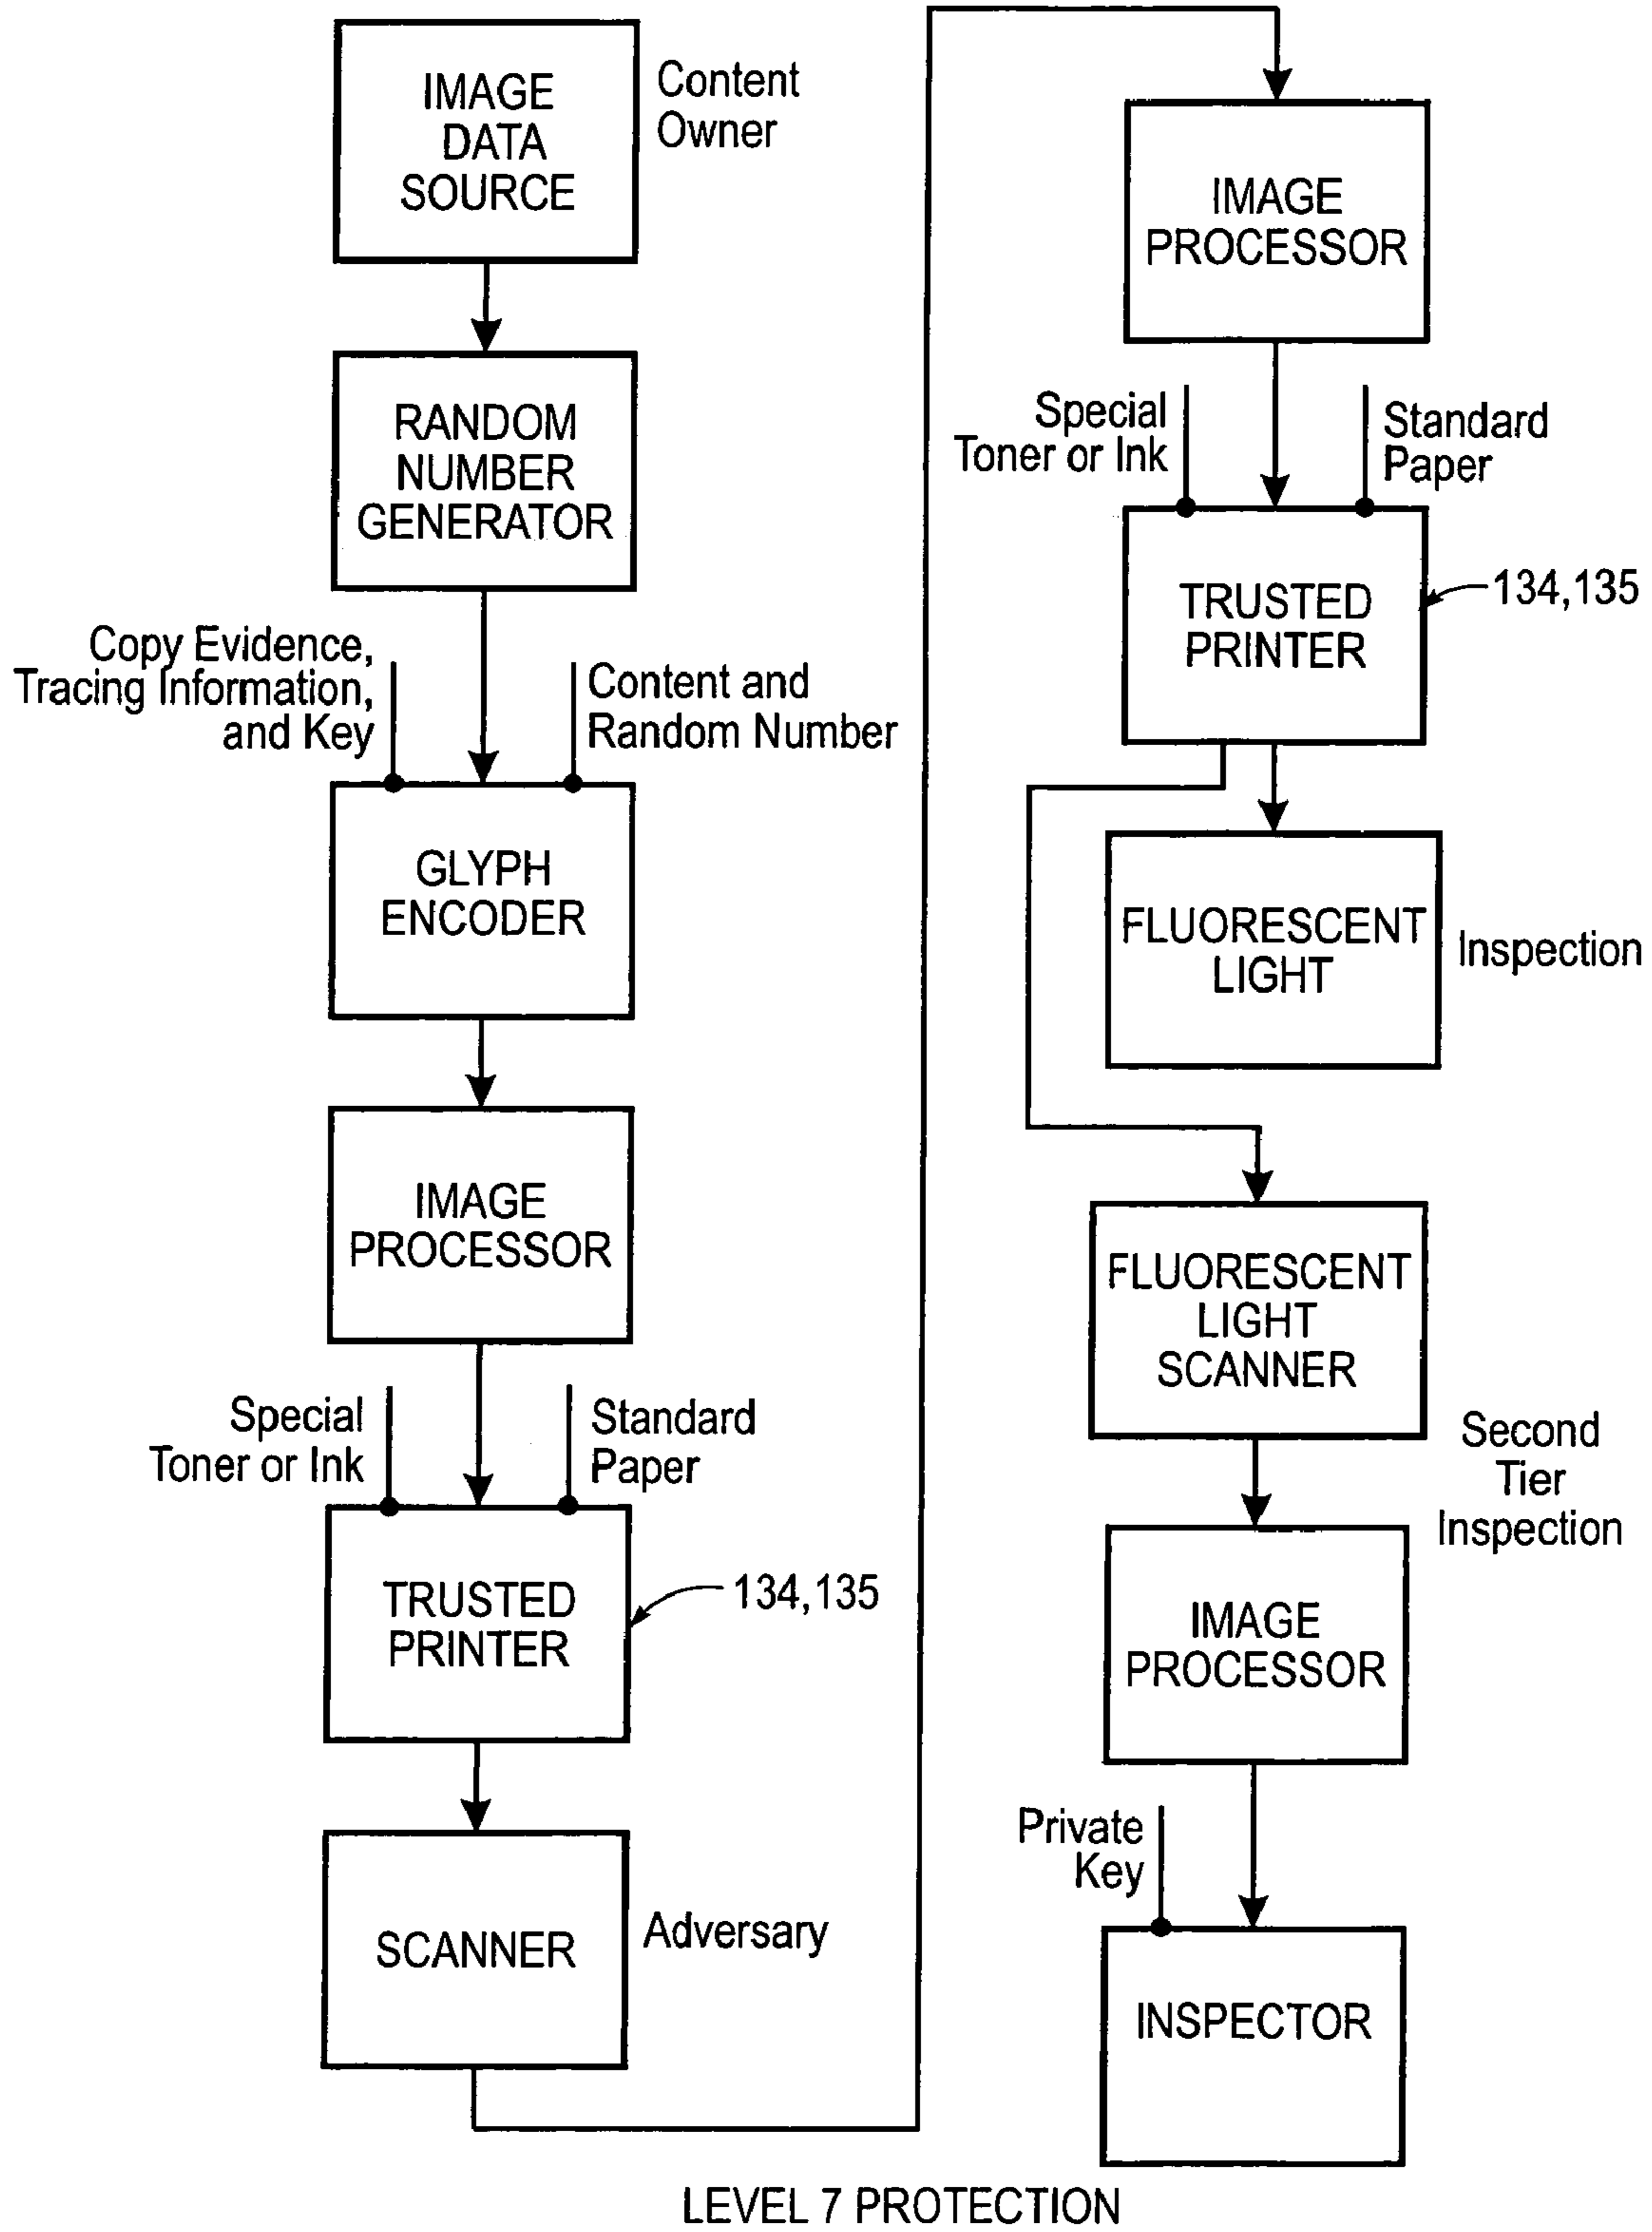 IMAGE
DATA
SOURCE
Content
Owner
RANDOM
NUMBER
GENERATOR
Copy Evidence,
Tracing Information,
and Key
Content and
Random Number
GLYPH
ENCODER
IMAGE
PROCESSOR
Special
Toner or Ink
Standard
Paper
TRUSTED
PRINTER
134,135
SCANNER
Adversary
IMAGE
PROCESSOR
Special
Toner or Ink
Standard
Paper
TRUSTED
PRINTER
134,135
FLUORESCENT
LIGHT
Inspection
FLUORESCENT
LIGHT
SCANNER
Second
Tier
Inspection
IMAGE
PROCESSOR
Private
Key
INSPECTOR
LEVEL 7 PROTECTION